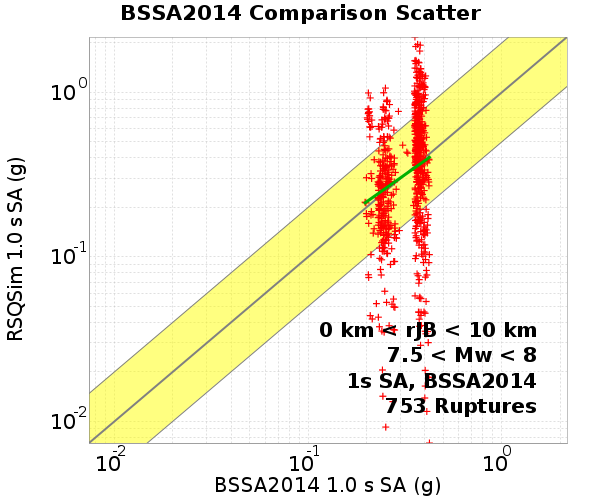 BSSA2014 Comparison Scatter
RSQSim 1.0 s SA (g)
10^0
10^-1
10^-2
0 km < rJB < 10 km
7.5 < Mw < 8
1s SA, BSSA2014
753 Ruptures
10^-2 10^-1 10^0
BSSA2014 1.0 s SA (g)